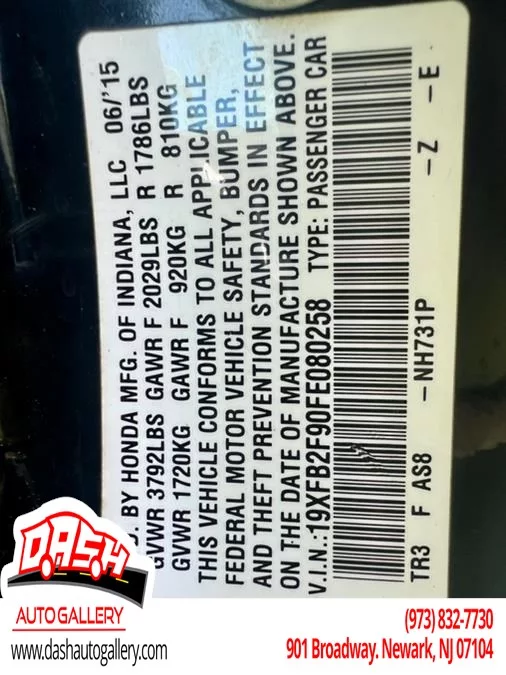 BY HONDA MFG. OF INDIANA, LLC 06/'15
GVWR 3792LBS GAWR F 2029LBS R 1786LBS
GVWR 1720KG GAWR F 920KG R 810KG
THIS VEHICLE CONFORMS TO ALL APPLICABLE
FEDERAL MOTOR VEHICLE SAFETY, BUMPER,
AND THEFT PREVENTION STANDARDS IN EFFECT
ON THE DATE OF MANUFACTURE SHOWN ABOVE.
V.I.N.:19XFB2F90FE080258 TYPE: PASSENGER CAR
TR3 F AS8 -NH731P -Z -E
DASH
AUTO GALLERY
www.dashautogallery.com
(973) 832-7730
901 Broadway. Newark, NJ 07104